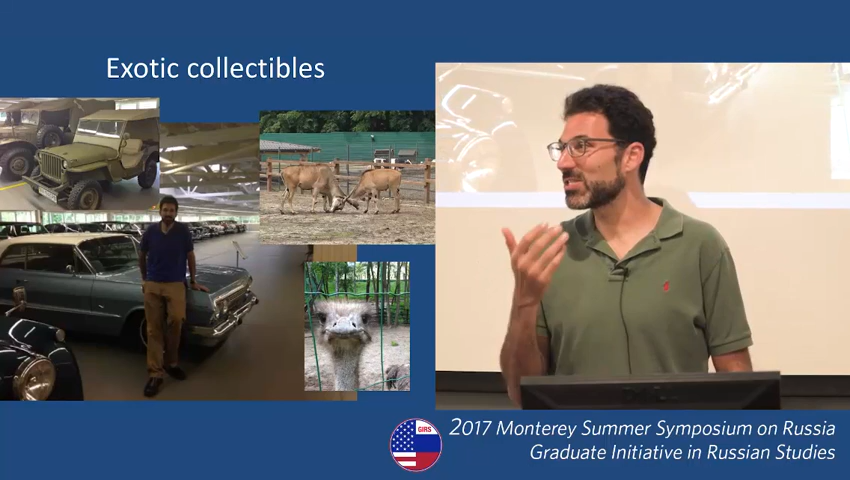 Exotic collectibles
GIRS
2017 Monterey Summer Symposium on Russia
Graduate Initiative in Russian Studies